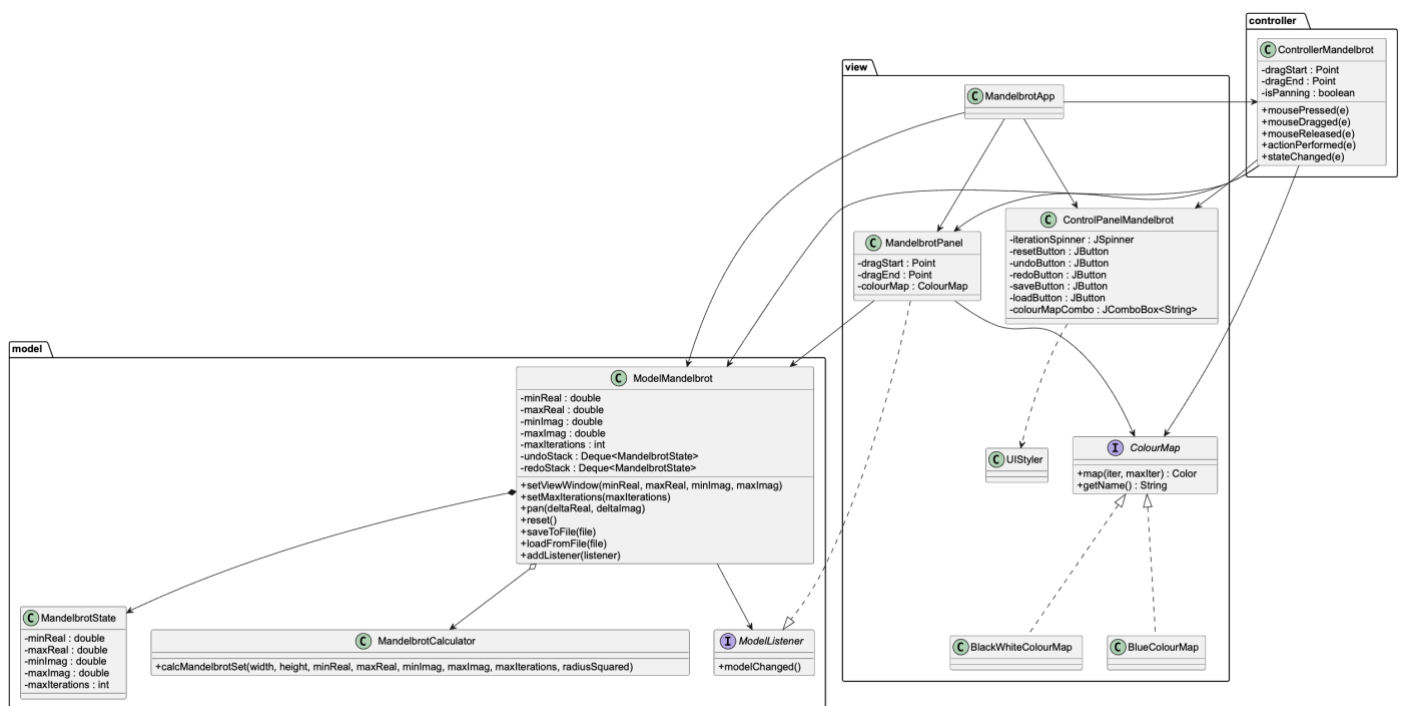 controller
C ControllerMandelbrot
-dragStart : Point
-dragEnd : Point
-isPanning : boolean
+mousePressed(e)
+mouseDragged(e)
+mouseReleased(e)
+actionPerformed(e)
+stateChanged(e)
view
C MandelbrotApp
C MandelbrotPanel
-dragStart : Point
-dragEnd : Point
-colourMap : ColourMap
C ControlPanelMandelbrot
-iterationSpinner : JSpinner
-resetButton : JButton
-undoButton : JButton
-redoButton : JButton
-saveButton : JButton
-loadButton : JButton
-colourMapCombo : JComboBox<String>
C UIStyler
I ColourMap
+map(iter, maxIter) : Color
+getName() : String
C BlackWhiteColourMap
C BlueColourMap
model
C ModelMandelbrot
-minReal : double
-maxReal : double
-minImag : double
-maxImag : double
-maxIterations : int
-undoStack : Deque<MandelbrotState>
-redoStack : Deque<MandelbrotState>
+setViewWindow(minReal, maxReal, minImag, maxImag)
+setMaxIterations(maxIterations)
+pan(deltaReal, deltaImag)
+reset()
+saveToFile(file)
+loadFromFile(file)
+addListener(listener)
C MandelbrotState
-minReal : double
-maxReal : double
-minImag : double
-maxImag : double
-maxIterations : int
C MandelbrotCalculator
+calcMandelbrotSet(width, height, minReal, maxReal, minImag, maxImag, maxIterations, radiusSquared)
I ModelListener
+modelChanged()